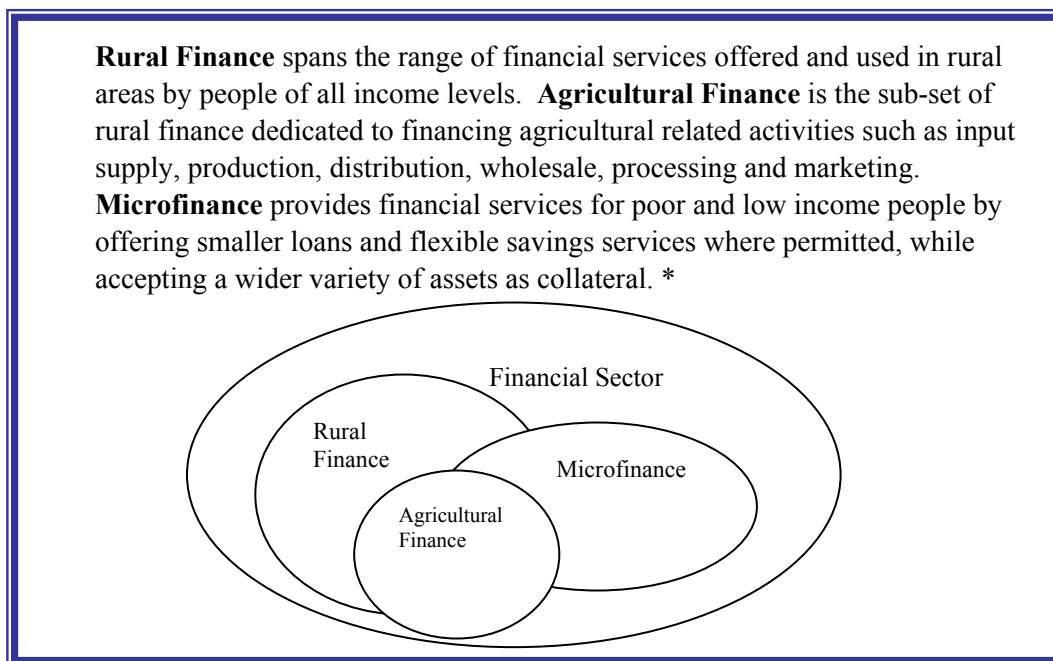 Rural Finance spans the range of financial services offered and used in rural
areas by people of all income levels.  Agricultural Finance is the sub-set of
rural finance dedicated to financing agricultural related activities such as input
supply, production, distribution, wholesale, processing and marketing.
Microfinance provides financial services for poor and low income people by
offering smaller loans and flexible savings services where permitted, while
accepting a wider variety of assets as collateral. *
Financial Sector
Rural
Finance
Microfinance
Agricultural
Finance